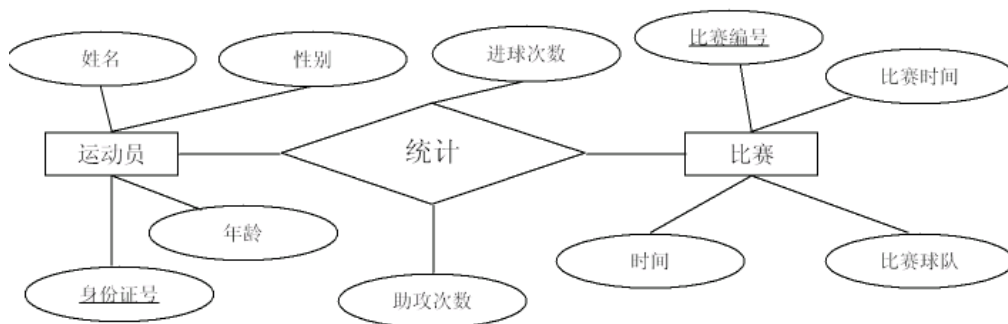 姓名
性别
进球次数
比赛编号
比赛时间
运动员
统计
比赛
年龄
时间
比赛球队
身份证号
助攻次数